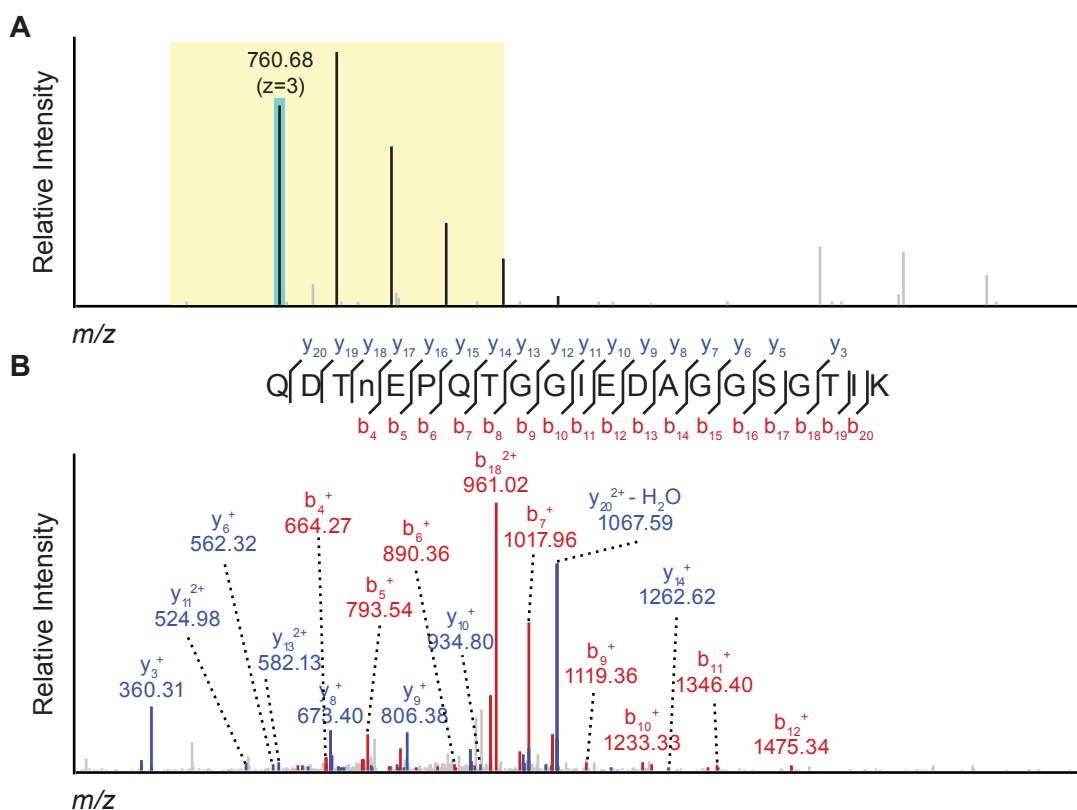 A
Relative Intensity
760.68
(z=3)
m/z
B
y20 y19 y18 y17 y16 y15 y14 y13 y12 y11 y10 y9 y8 y7 y6 y5 y3
QDTnEPQTGGIEDAGGSGTIK
b4 b5 b6 b7 b8 b9 b10 b11 b12 b13 b14 b15 b16 b17 b18 b19 b20
Relative Intensity
b18 2+
961.02
y20 2+ - H2O
1067.59
b4 +
664.27
b7 +
1017.96
y6 +
562.32
b6 +
890.36
y14 +
1262.62
b5 +
793.54
y11 2+
524.98
y10 +
934.80
y13 2+
582.13
b9 +
1119.36
b11 +
1346.40
y3 +
360.31
y8 +
673.40
y9 +
806.38
b10 +
1233.33
b12 +
1475.34
m/z